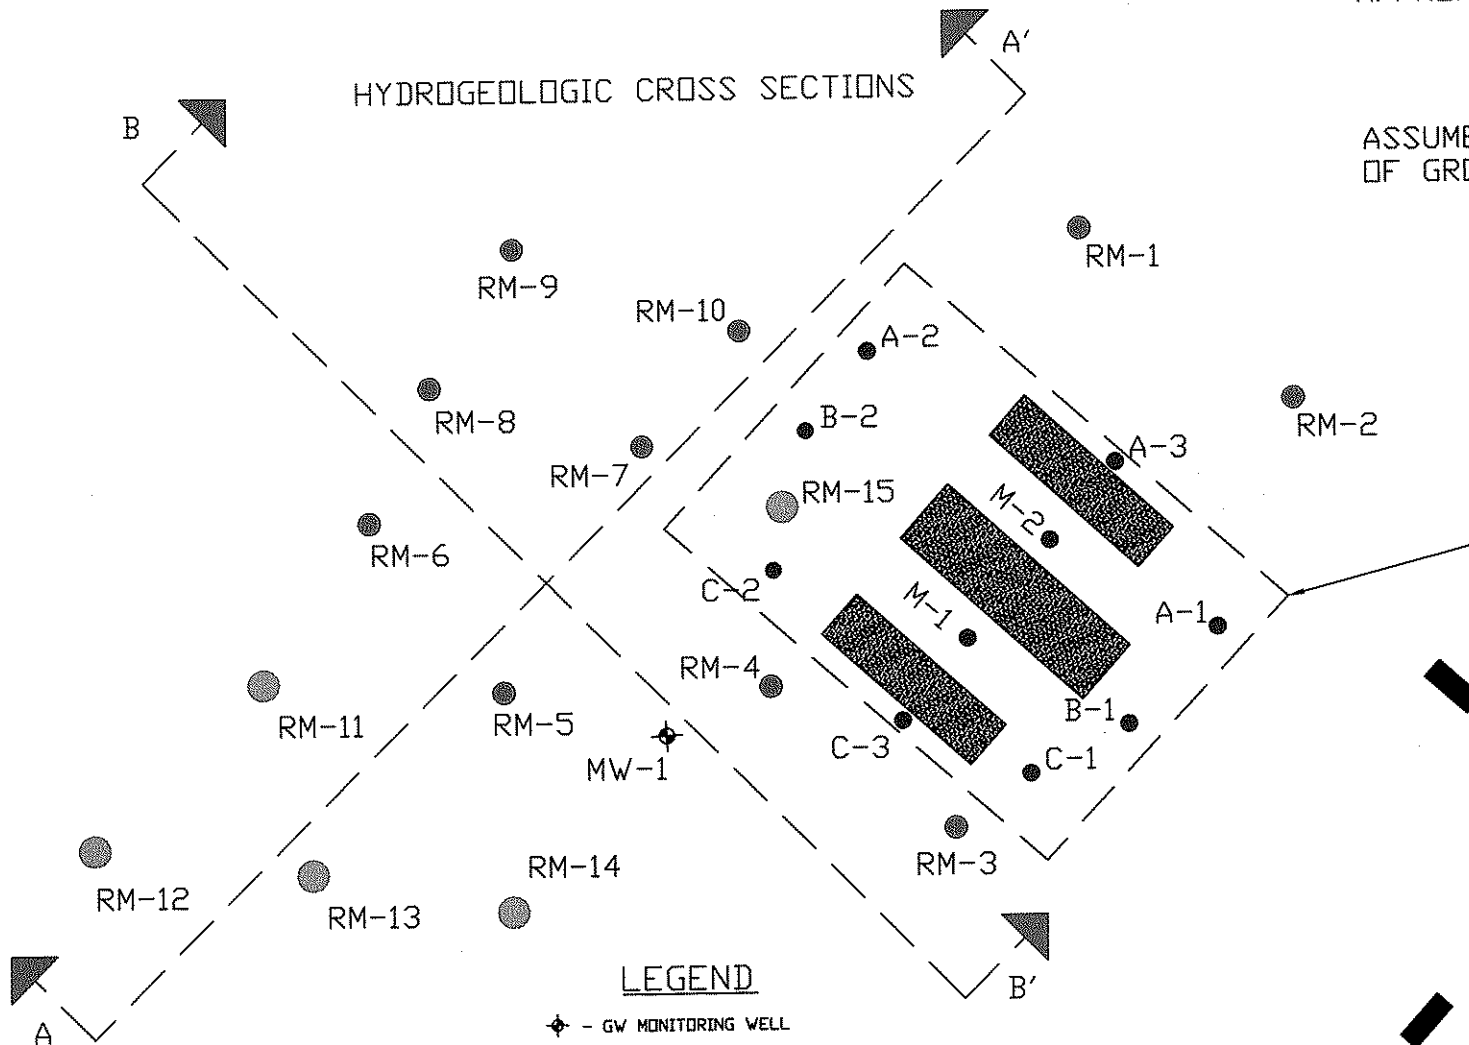 A'
HYDROGEOLOGIC CROSS SECTIONS
B
RM-1
RM-9
RM-10
A-2
RM-8
B-2
RM-2
RM-7
A-3
RM-15
M-2
RM-6
C-2
M-1
A-1
RM-4
RM-11
RM-5
B-1
C-3
MW-1
C-1
RM-14
RM-3
RM-12
RM-13
LEGEND
B'
A
- GW MONITORING WELL
OF